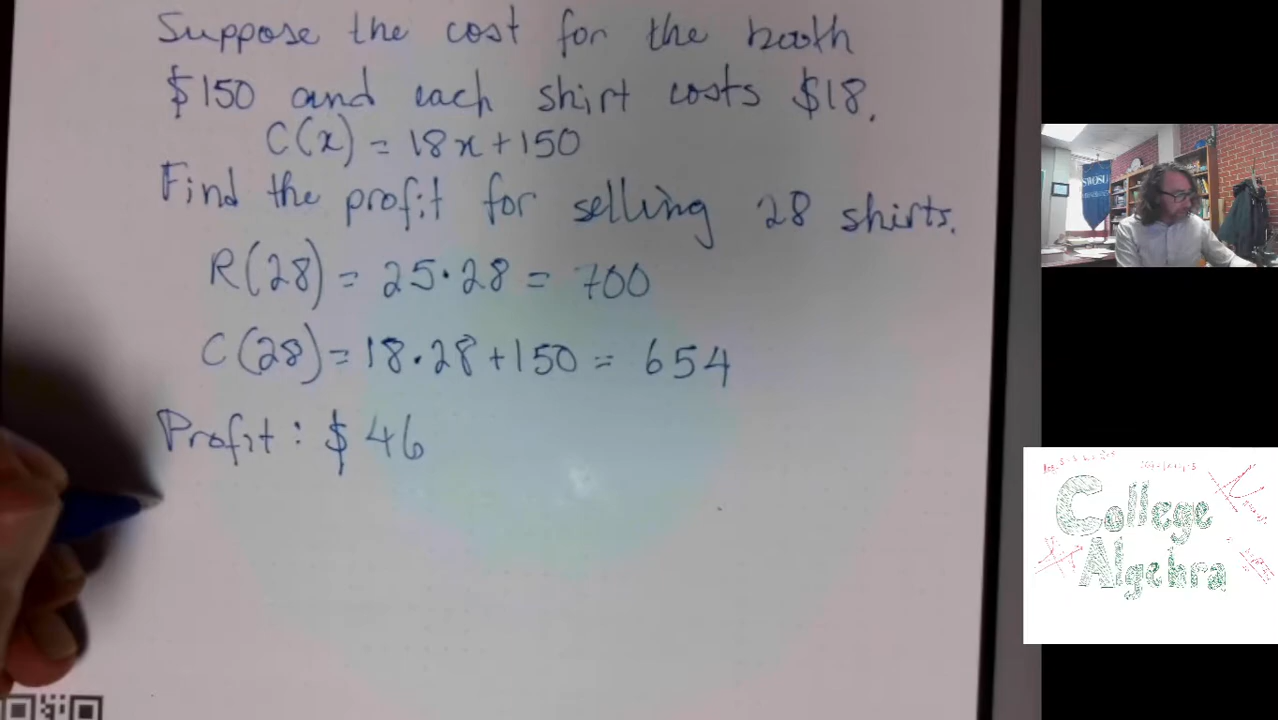 Suppose the cost for the booth
$150 and each shirt costs $18.
C(x) = 18x+150
Find the profit for selling 28 shirts.
R(28) = 25·28 = 700
C(28) = 18·28+150 = 654
Profit: $ 46
SWOSU
College
Algebra